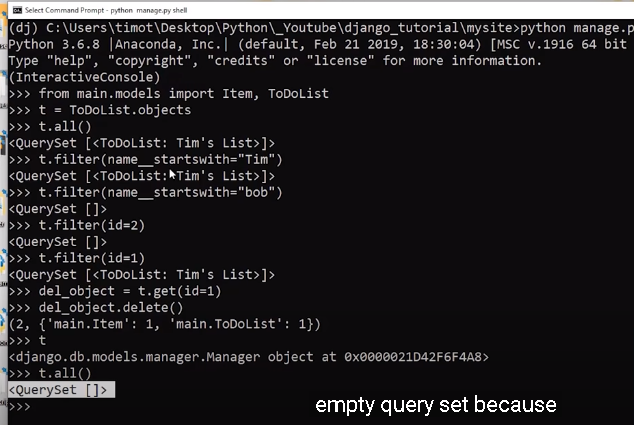 Select Command Prompt - python  manage.py shell
(dj) C:\Users\timot\Desktop\Python\_Youtube\django_tutorial\mysite>python manage.p
Python 3.6.8 |Anaconda, Inc.| (default, Feb 21 2019, 18:30:04) [MSC v.1916 64 bit
Type "help", "copyright", "credits" or "license" for more information.
(InteractiveConsole)
>>> from main.models import Item, ToDoList
>>> t = ToDoList.objects
>>> t.all()
<QuerySet [<ToDoList: Tim's List>]>
>>> t.filter(name__startswith="Tim")
<QuerySet [<ToDoList: Tim's List>]>
>>> t.filter(name__startswith="bob")
<QuerySet []>
>>> t.filter(id=2)
<QuerySet []>
>>> t.filter(id=1)
<QuerySet [<ToDoList: Tim's List>]>
>>> del_object = t.get(id=1)
>>> del_object.delete()
(2, {'main.Item': 1, 'main.ToDoList': 1})
>>> t
<django.db.models.manager.Manager object at 0x0000021D42F6F4A8>
>>> t.all()
<QuerySet []>
>>>
empty query set because